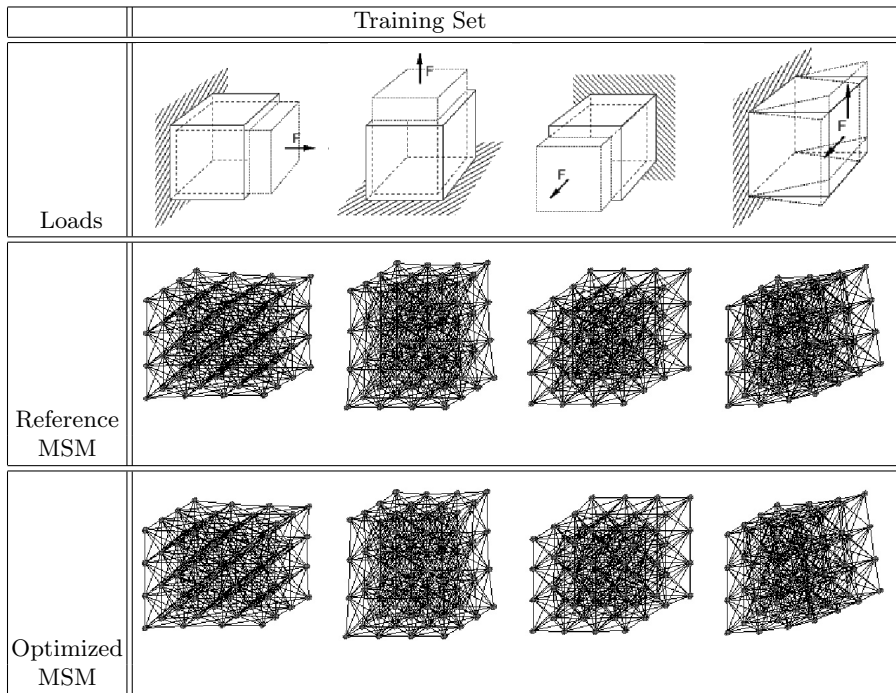 Training Set
F
F
F
F
Loads
Reference
MSM
Optimized
MSM